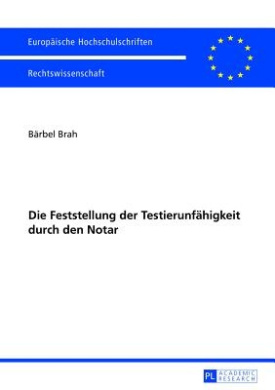 Europäische Hochschulschriften
Rechtswissenschaft
Bärbel Brah
Die Feststellung der Testierunfähigkeit
durch den Notar
PL ACADEMIC
RESEARCH